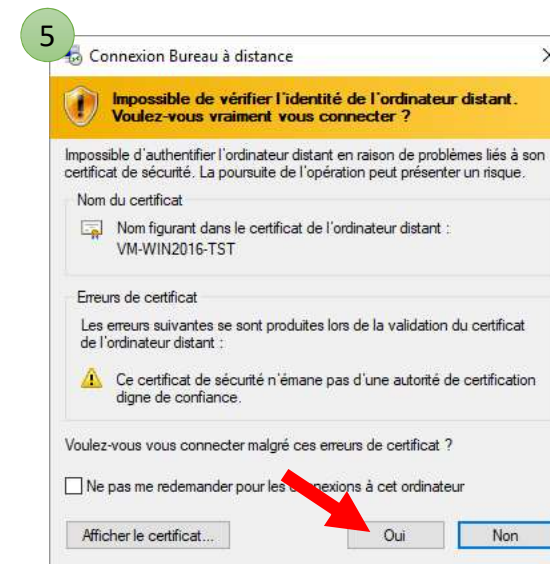 5
Connexion Bureau à distance
Impossible de vérifier l'identité de l'ordinateur distant.
Voulez-vous vraiment vous connecter ?
Impossible d'authentifier l'ordinateur distant en raison de problèmes liés à son
certificat de sécurité. La poursuite de l'opération peut présenter un risque.
Nom du certificat
Nom figurant dans le certificat de l'ordinateur distant :
VM-WIN2016-TST
Erreurs de certificat
Les erreurs suivantes se sont produites lors de la validation du certificat
de l'ordinateur distant :
Ce certificat de sécurité n'émane pas d'une autorité de certification
digne de confiance.
Voulez-vous vous connecter malgré ces erreurs de certificat ?
Ne pas me redemander pour les connexions à cet ordinateur
Afficher le certificat... Oui Non